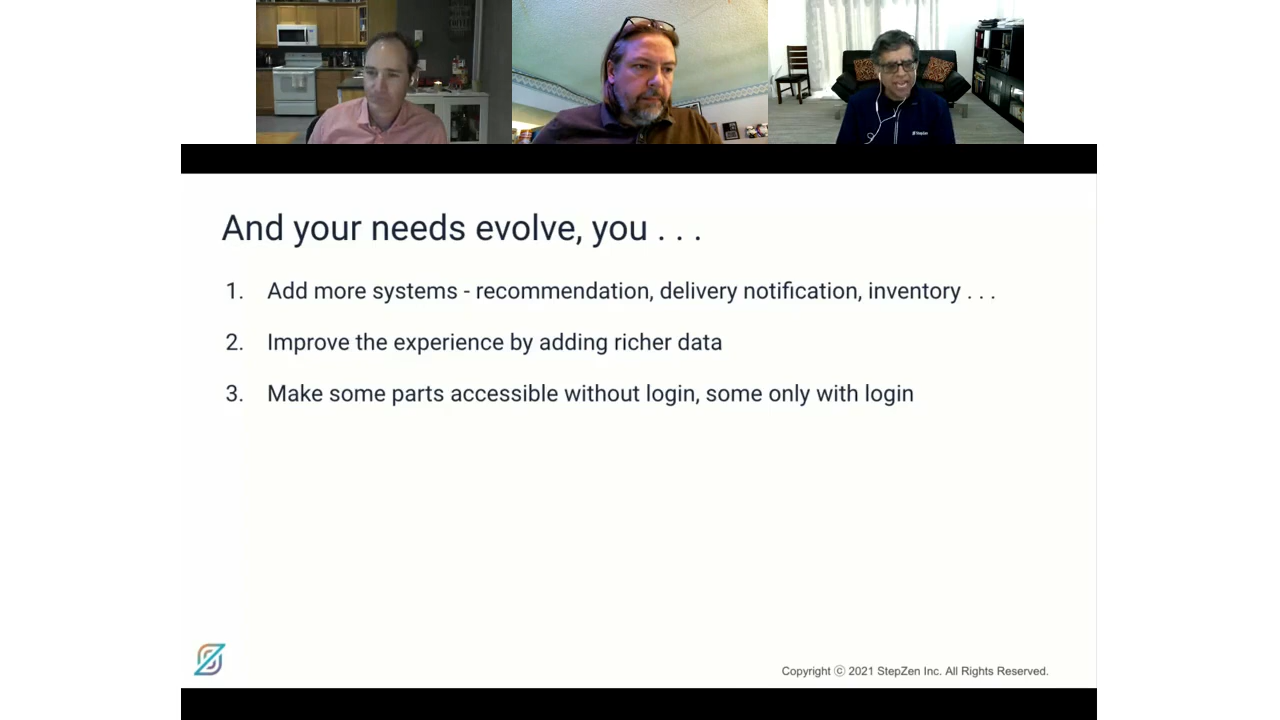 StepZen
And your needs evolve, you . . .
1. Add more systems - recommendation, delivery notification, inventory . . .
2. Improve the experience by adding richer data
3. Make some parts accessible without login, some only with login
Copyright ⓒ 2021 StepZen Inc. All Rights Reserved.